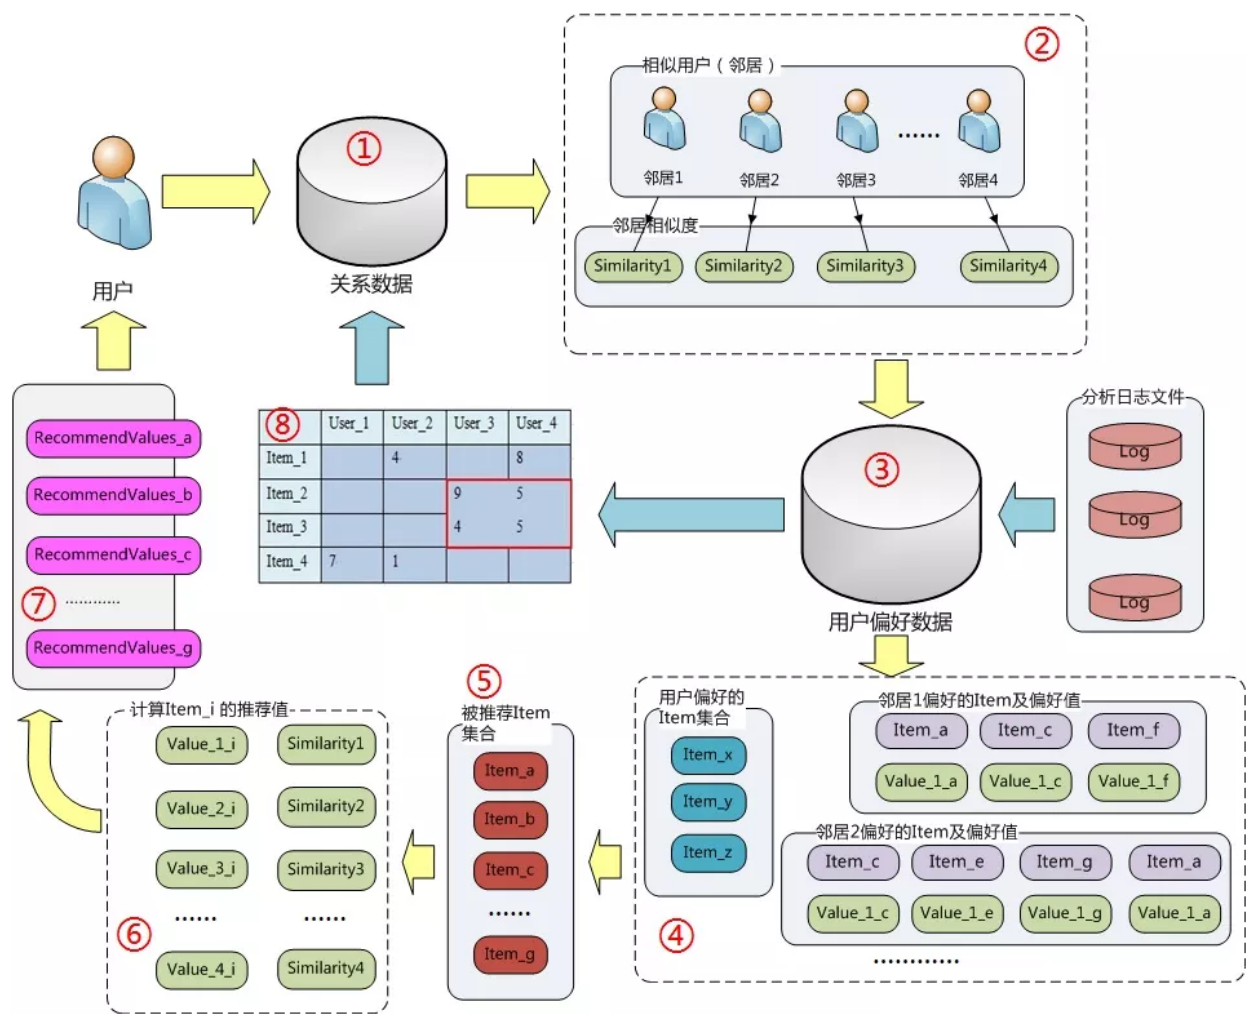 ①
用户
关系数据
②
相似用户（邻居）
......
邻居1
邻居2
邻居3
邻居4
邻居相似度
Similarity1
Similarity2
Similarity3
Similarity4
③
用户偏好数据
分析日志文件
Log
Log
Log
⑧ User_1 User_2 User_3 User_4
Item_1 4 8
Item_2 9 5
Item_3 4 5
Item_4 7 1
④
用户偏好的
Item集合
Item_x
Item_y
Item_z
邻居1偏好的Item及偏好值
Item_a Item_c Item_f
Value_1_a Value_1_c Value_1_f
邻居2偏好的Item及偏好值
Item_c Item_e Item_g Item_a
Value_1_c Value_1_e Value_1_g Value_1_a
............
⑤
被推荐Item
集合
Item_a
Item_b
Item_c
......
Item_g
计算Item_i 的推荐值
Value_1_i Similarity1
Value_2_i Similarity2
Value_3_i Similarity3
...... ......
⑥
Value_4_i Similarity4
RecommendValues_a
RecommendValues_b
RecommendValues_c
⑦ ............
RecommendValues_g